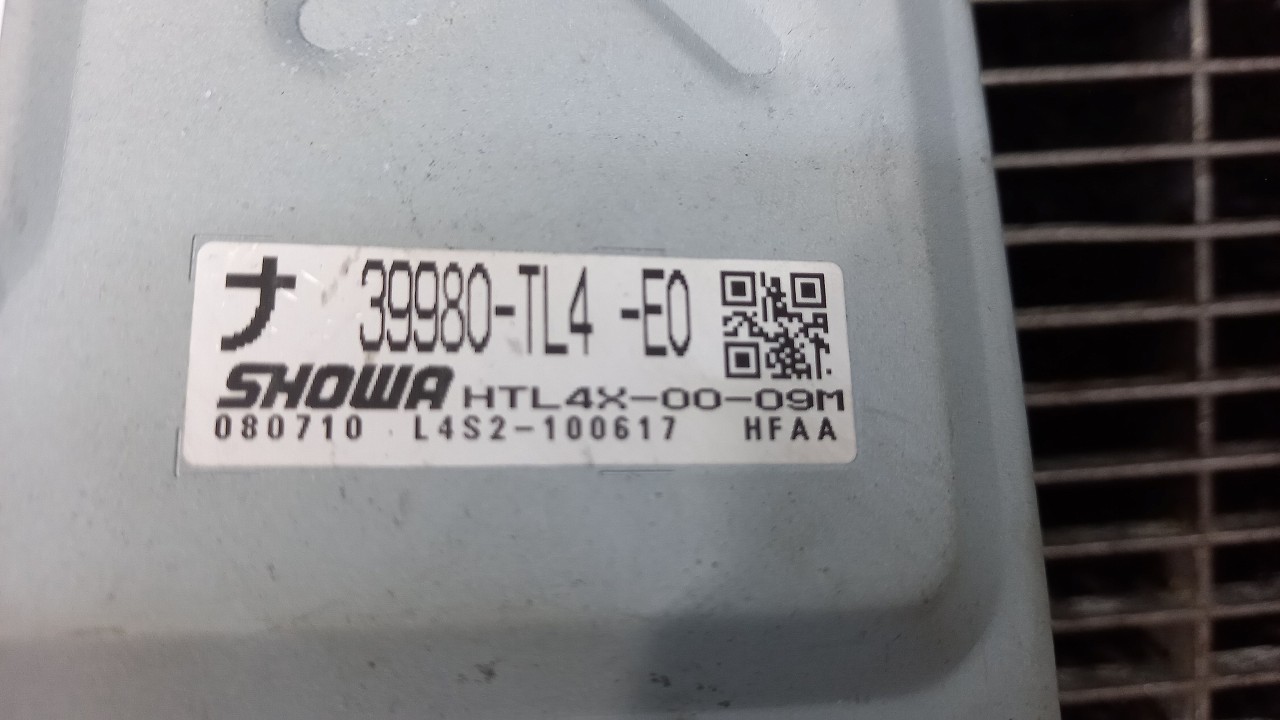 ナ 39980-TL4 -E0
SHOWA HTL4X-00-09M
080710 L4S2-100617 HFAA